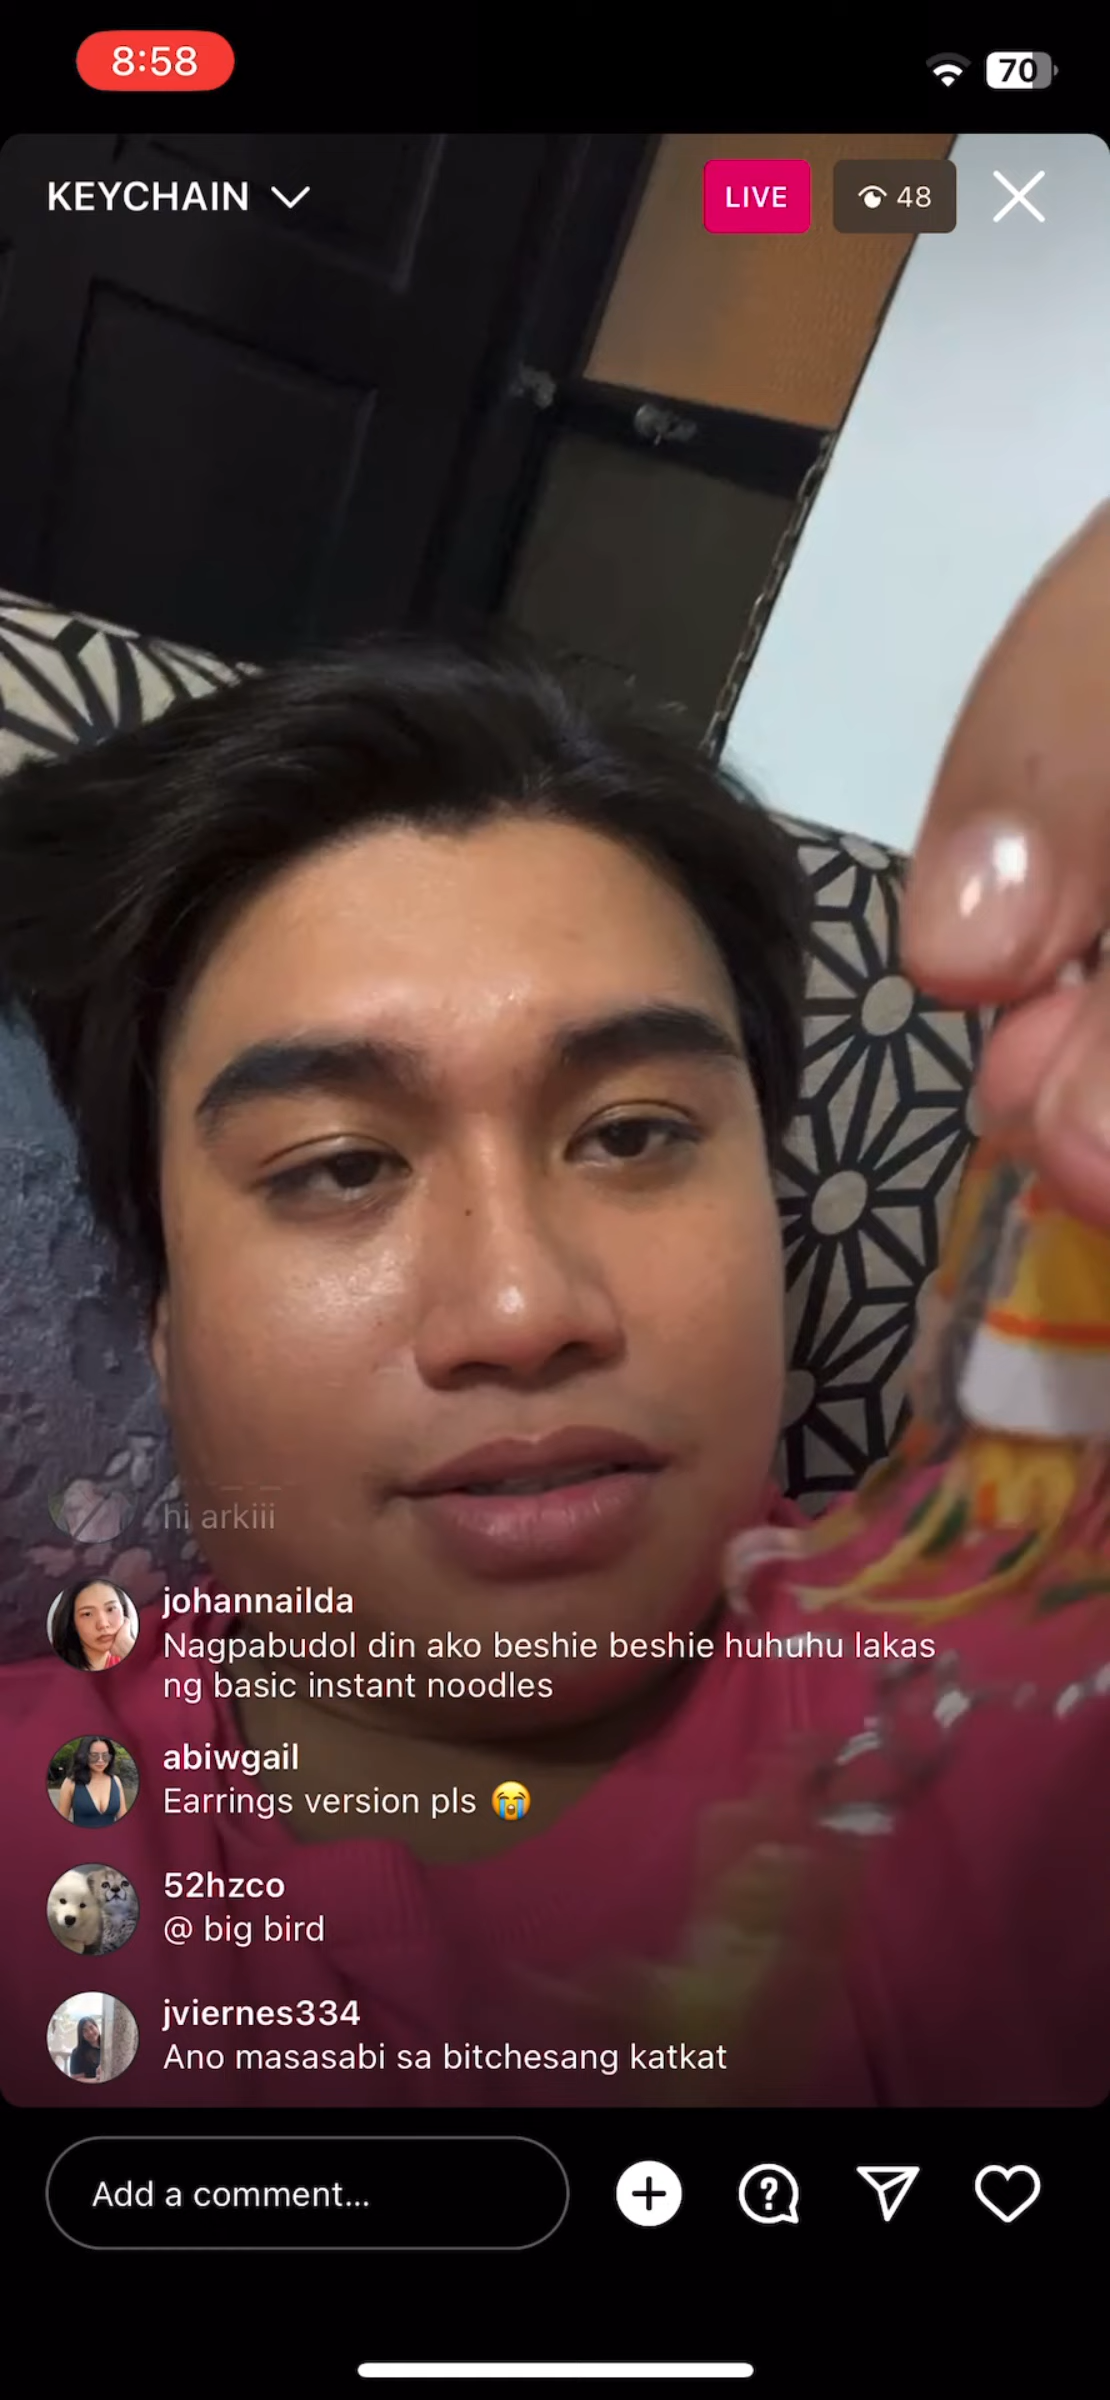 8:58
70
KEYCHAIN
LIVE
48
hi arkiii
johannailda
Nagpabudol din ako beshie beshie huhuhu lakas
ng basic instant noodles
abiwgail
Earrings version pls 😭
52hzco
@ big bird
jviernes334
Ano masasabi sa bitchesang katkat
Add a comment...